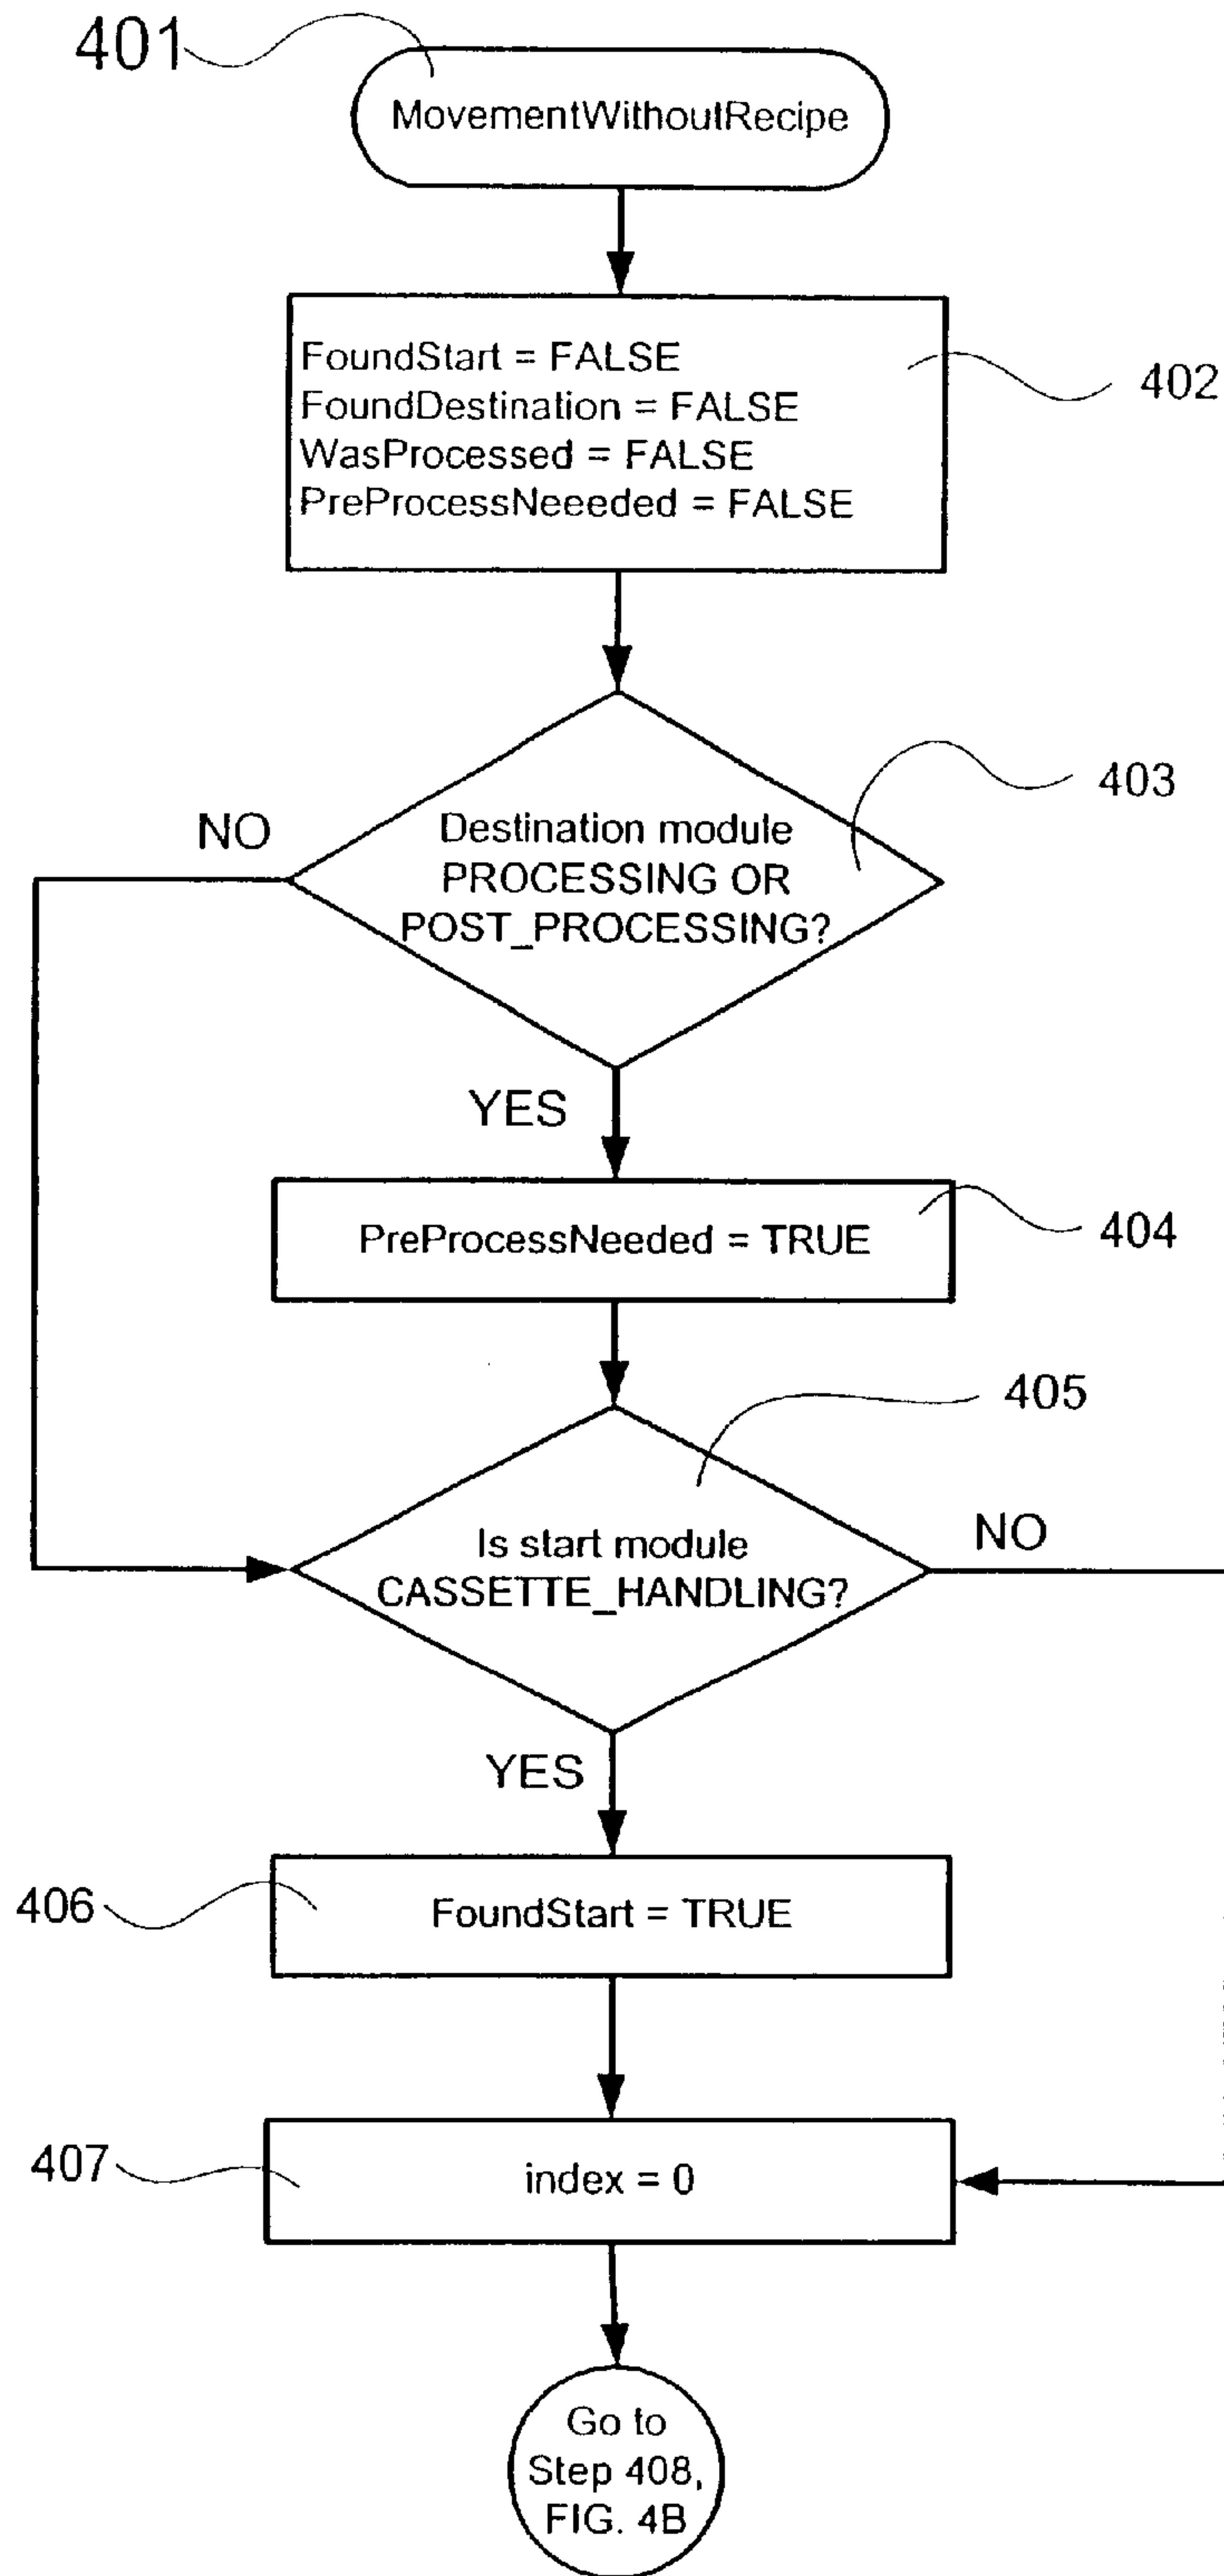 401
MovementWithoutRecipe
FoundStart = FALSE
FoundDestination = FALSE
WasProcessed = FALSE
PreProcessNeeeded = FALSE
402
NO
Destination module
PROCESSING OR
POST_PROCESSING?
403
YES
PreProcessNeeded = TRUE
404
405
Is start module
CASSETTE_HANDLING?
NO
YES
406
FoundStart = TRUE
407
index = 0
Go to
Step 408,
FIG. 4B